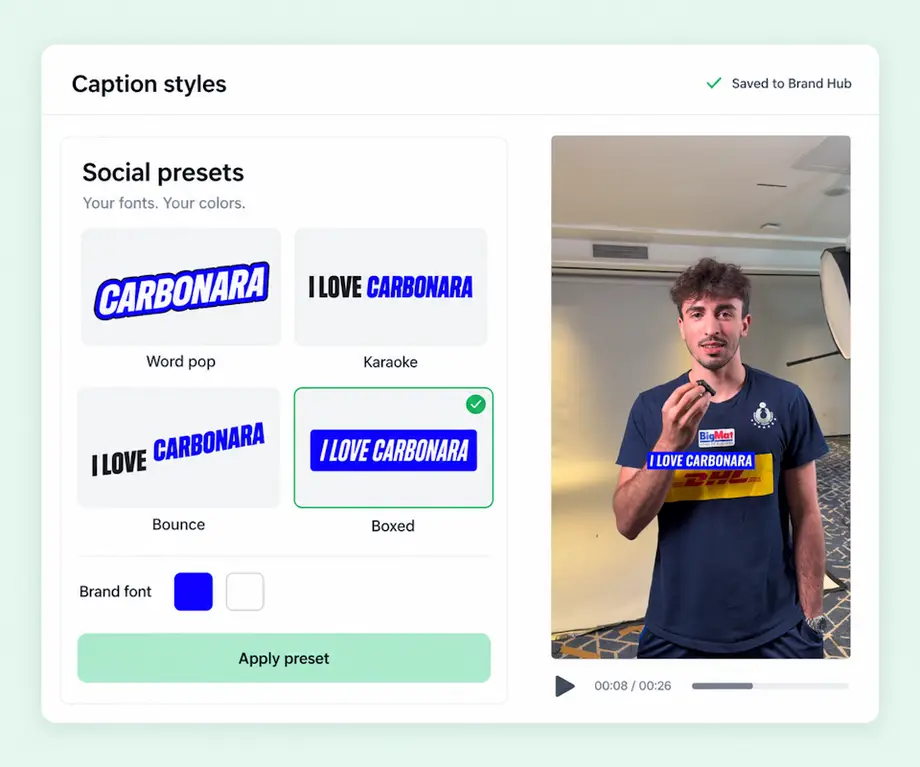 Caption styles
Saved to Brand Hub
Social presets
Your fonts. Your colors.
CARBONARA
Word pop
I LOVE CARBONARA
Karaoke
I LOVE CARBONARA
Bounce
I LOVE CARBONARA
Boxed
Brand font
Apply preset
BigMat
I LOVE CARBONARA
DHL
00:08 / 00:26